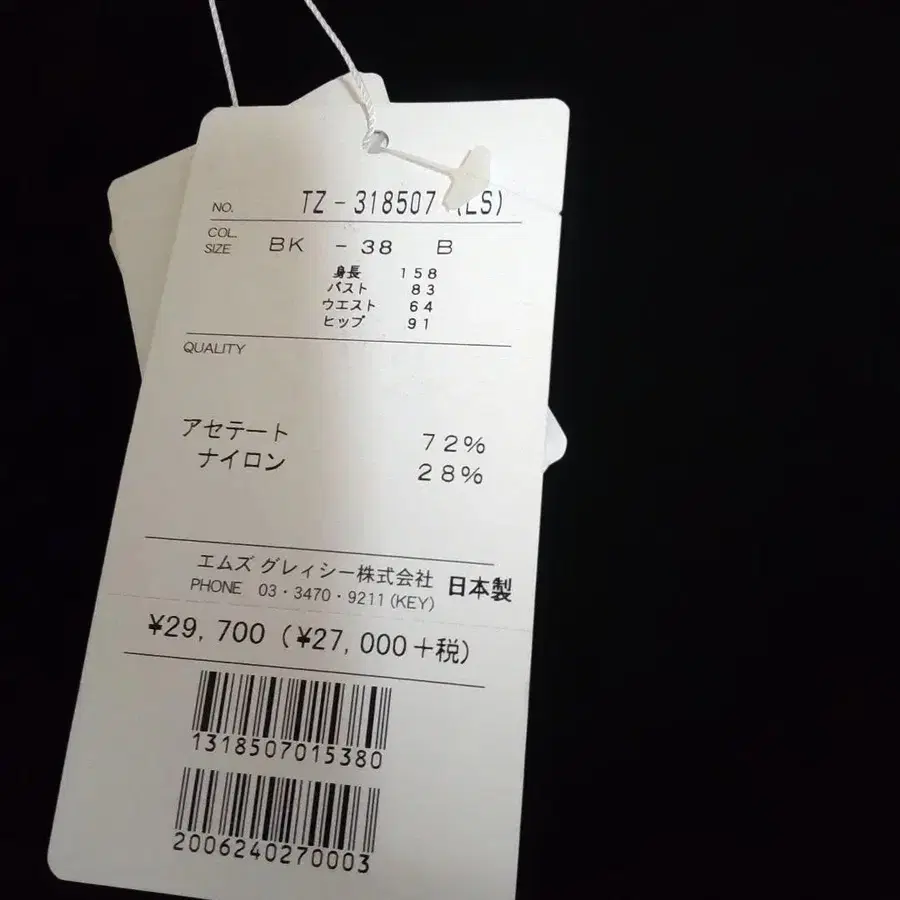 NO. TZ-318507 (LS)
COL. SIZE BK - 38 B
身長 158
バスト 83
ウエスト 64
ヒップ 91
QUALITY
アセテート 72%
ナイロン 28%
エムズ グレィシー株式会社 日本製
PHONE 03・3470・9211(KEY)
¥29,700 (¥27,000+税)
1318507015380
2006240270003